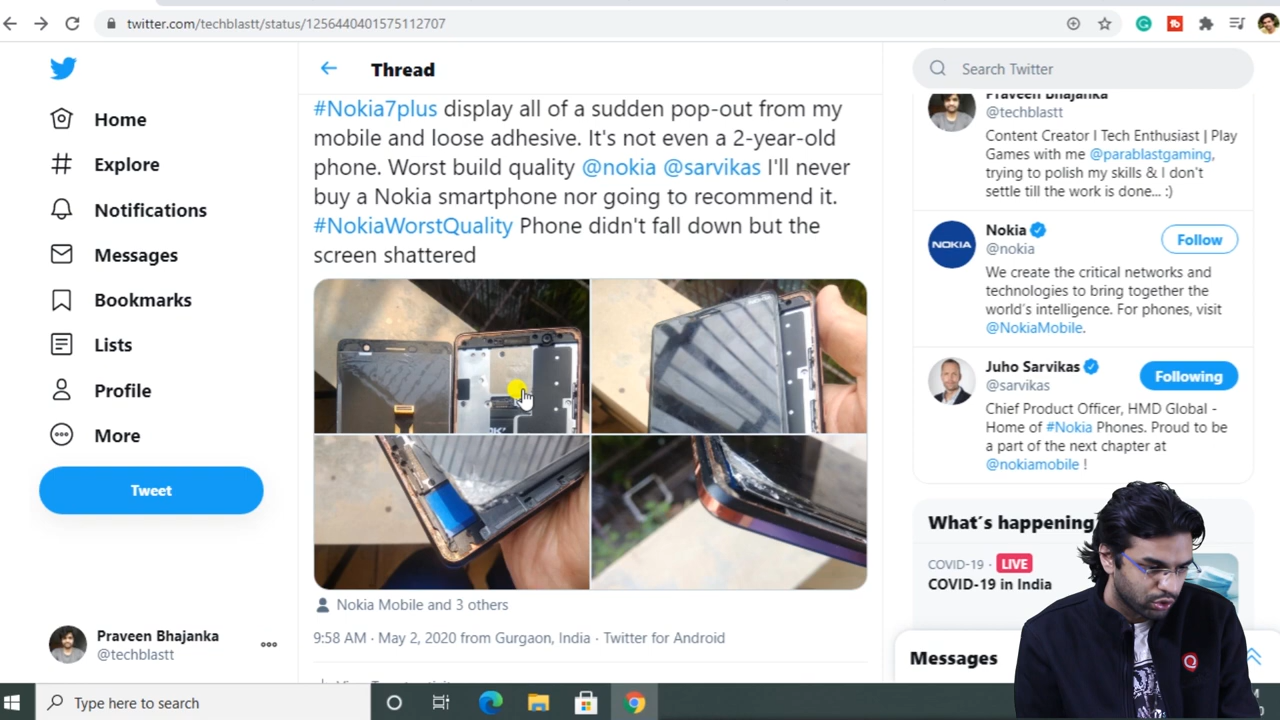 twitter.com/techblastt/status/1256440401575112707
Home
Explore
Notifications
Messages
Bookmarks
Lists
Profile
More
Tweet
Praveen Bhajanka
@techblastt
Thread
#Nokia7plus display all of a sudden pop-out from my
mobile and loose adhesive. It's not even a 2-year-old
phone. Worst build quality @nokia @sarvikas I'll never
buy a Nokia smartphone nor going to recommend it.
#NokiaWorstQuality Phone didn't fall down but the
screen shattered
Nokia Mobile and 3 others
9:58 AM · May 2, 2020 from Gurgaon, India · Twitter for Android
Search Twitter
Praveen Bhajanka
@techblastt
Content Creator I Tech Enthusiast | Play
Games with me @parablastgaming,
trying to polish my skills & I don't
settle till the work is done... :)
NOKIA
Nokia
@nokia
Follow
We create the critical networks and
technologies to bring together the
world's intelligence. For phones, visit
@NokiaMobile.
Juho Sarvikas
@sarvikas
Following
Chief Product Officer, HMD Global -
Home of #Nokia Phones. Proud to be
a part of the next chapter at
@nokiamobile !
What's happening
COVID-19 · LIVE
COVID-19 in India
Messages
Type here to search